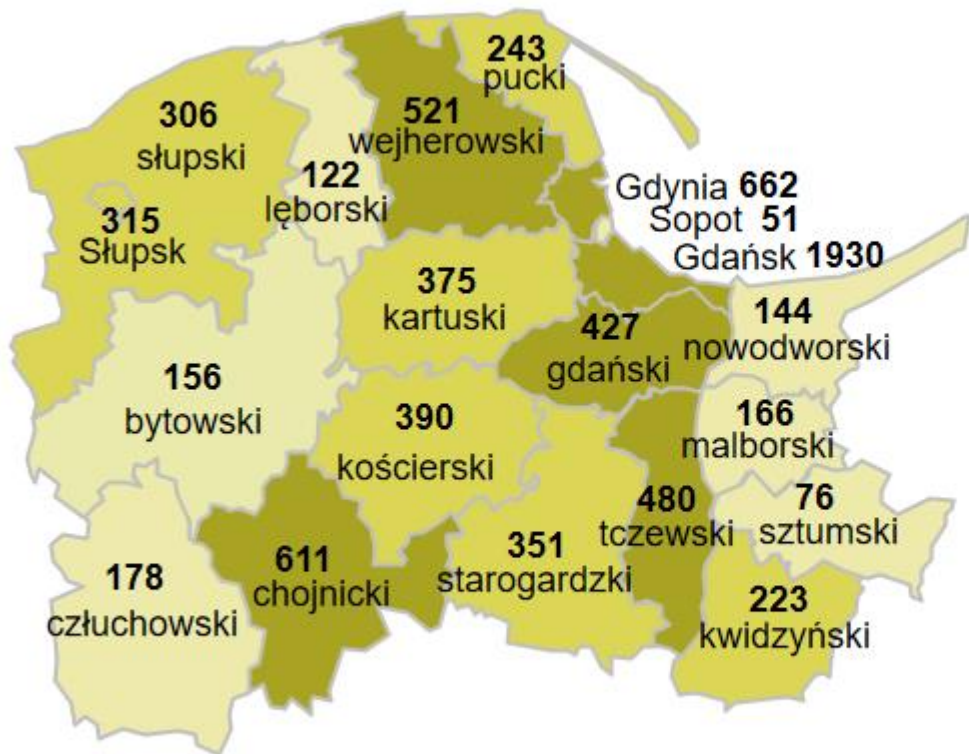 243
pucki
306
słupski
521
wejherowski
122
lęborski
Gdynia 662
Sopot 51
Gdańsk 1930
315
Słupsk
375
kartuski
427
gdański
144
nowodworski
156
bytowski
390
kościerski
166
malborski
480
tczewski
76
sztumski
351
starogardzki
611
chojnicki
178
człuchowski
223
kwidzyński